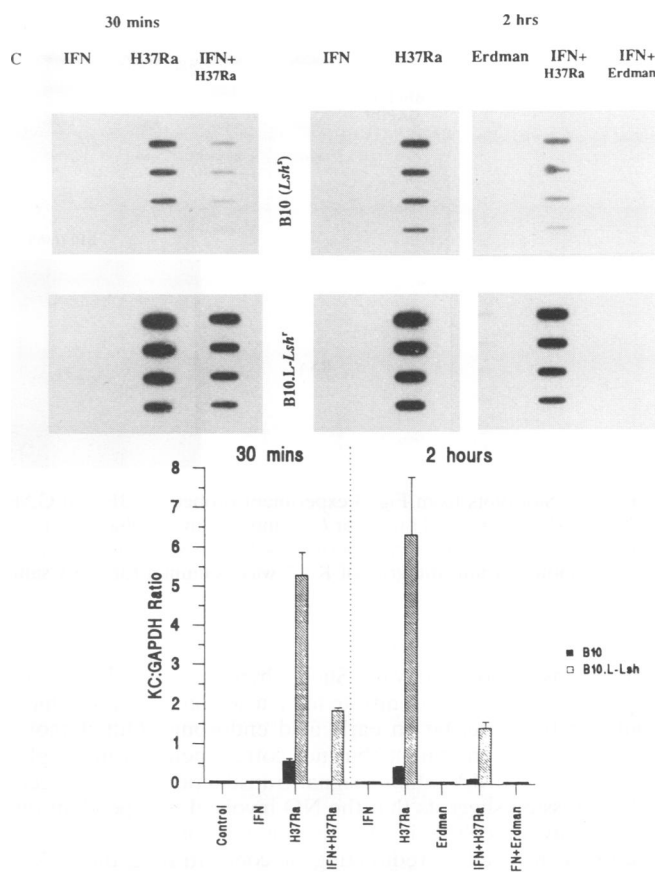 30 mins 2 hrs
C IFN H37Ra IFN+ H37Ra IFN H37Ra Erdman IFN+ H37Ra IFN+ Erdman
B10 (Lshˢ)
B10.L-Lshʳ
30 mins 2 hours
8
7
6
5
4
3
2
1
0
KC:GAPDH Ratio
B10
B10.L-Lsh
Control IFN H37Ra IFN+H37Ra IFN H37Ra Erdman IFN+H37Ra FN+Erdman